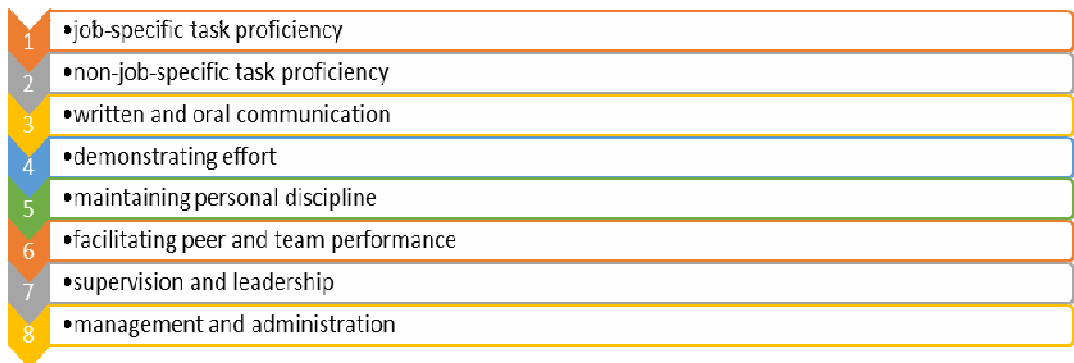 1 •job-specific task proficiency
2 •non-job-specific task proficiency
3 •written and oral communication
4 •demonstrating effort
5 •maintaining personal discipline
6 •facilitating peer and team performance
7 •supervision and leadership
8 •management and administration